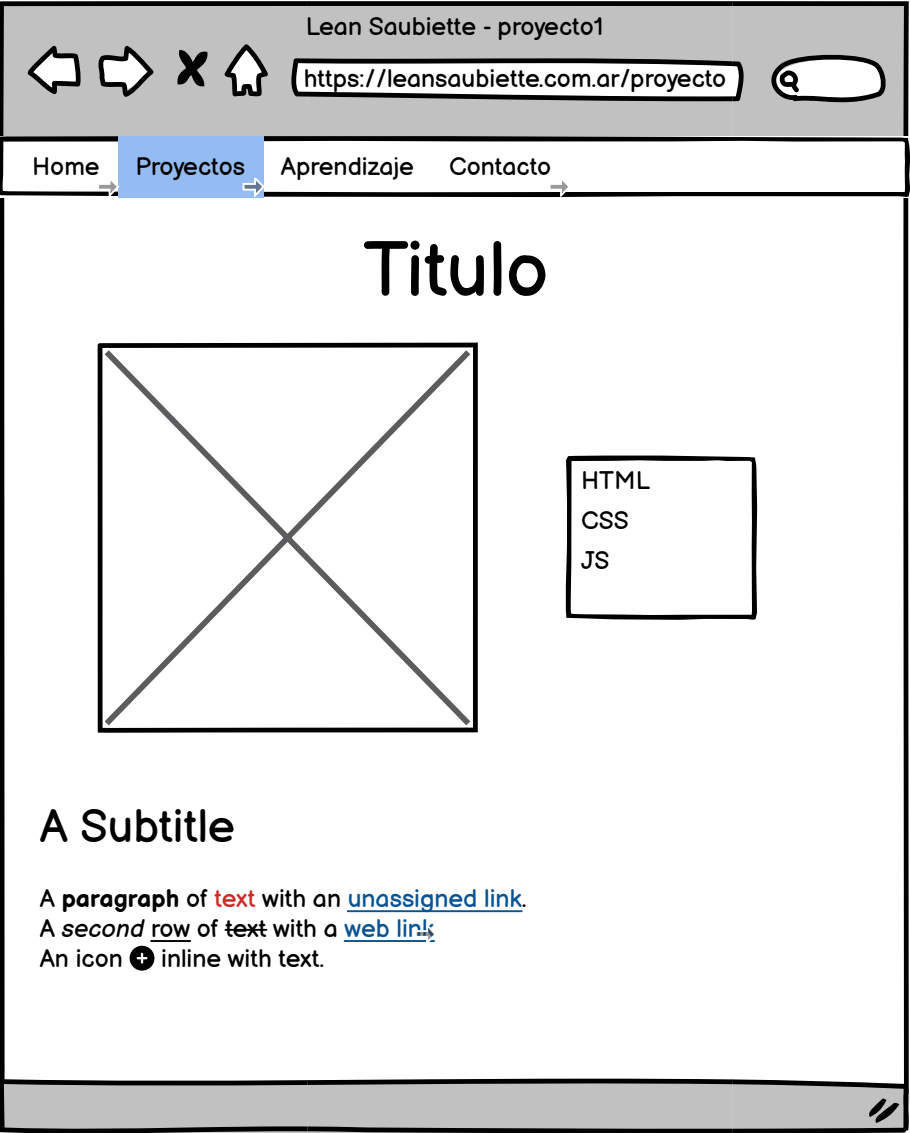 Lean Saubiette - proyecto1
https://leansaubiette.com.ar/proyecto
Home Proyectos Aprendizaje Contacto
Titulo
HTML
CSS
JS
A Subtitle
A paragraph of text with an unassigned link.
A second row of text with a web link
An icon inline with text.